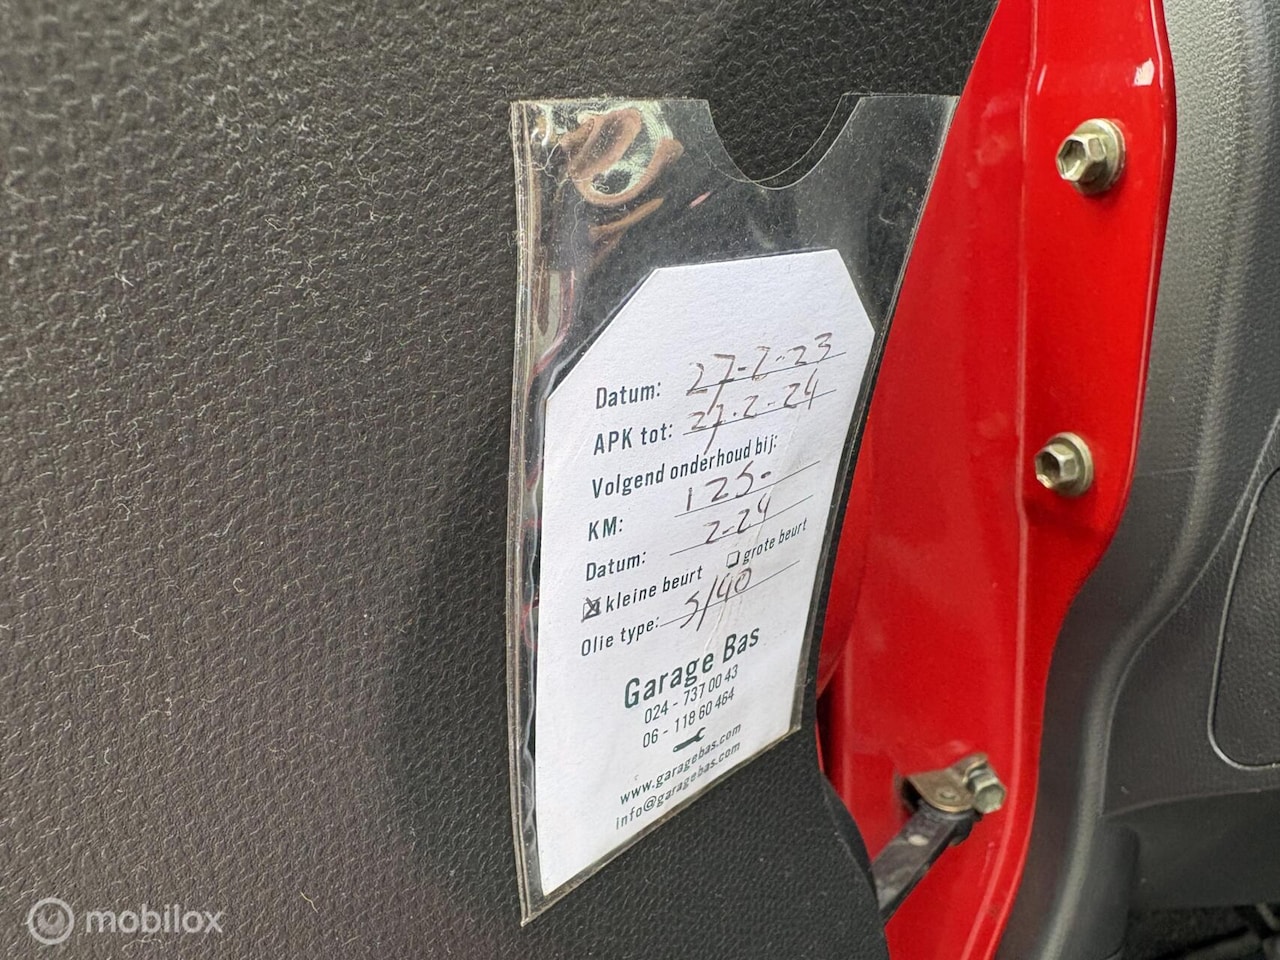 Datum: 27-2-23
APK tot: 27-2-24
Volgend onderhoud bij:
KM: 125.
Datum: 2-24
kleine beurt grote beurt
Olie type: 5/40
Garage Bas
024 - 737 00 43
06 - 118 60 464
www.garagebas.com
info@garagebas.com
mobilox